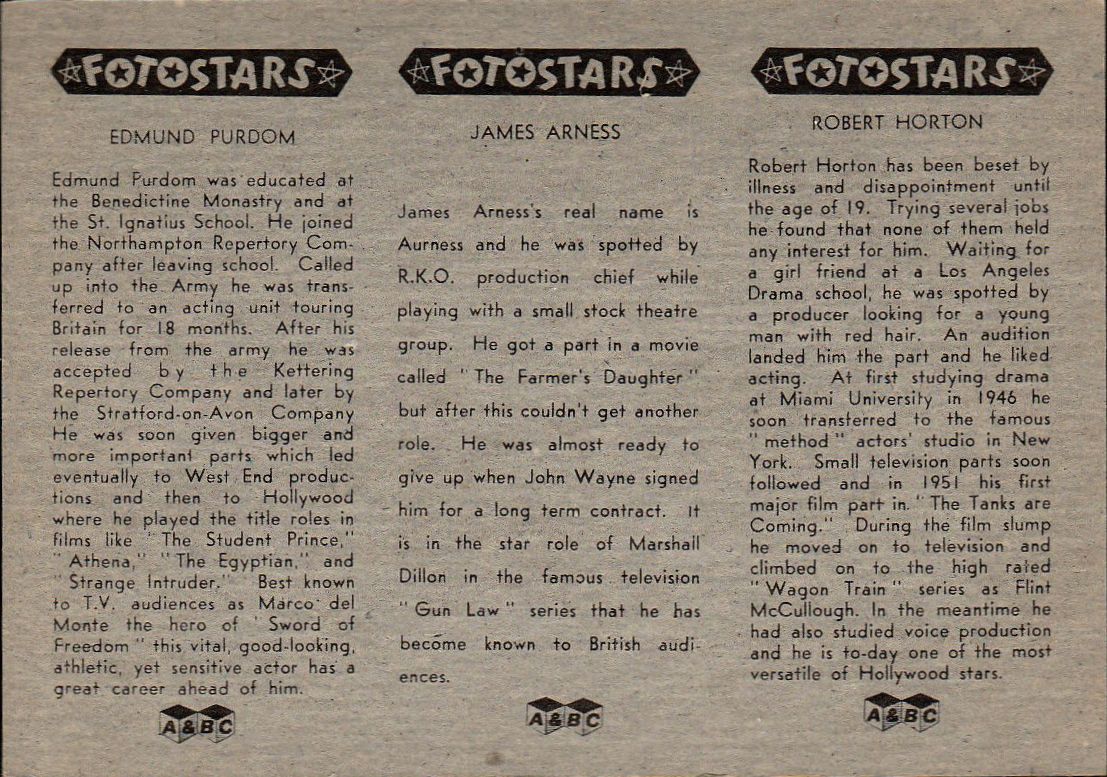 FOTOSTARS
EDMUND PURDOM
Edmund Purdom was educated at
the Benedictine Monastry and at
the St. Ignatius School. He joined
the Northampton Repertory Com-
pany after leaving school. Called
up into the Army he was trans-
ferred to an acting unit touring
Britain for 18 months. After his
release from the army he was
accepted by the Kettering
Repertory Company and later by
the Stratford-on-Avon Company
He was soon given bigger and
more important parts which led
eventually to West End produc-
tions and then to Hollywood
where he played the title roles in
films like "The Student Prince,"
"Athena," "The Egyptian," and
"Strange Intruder." Best known
to T.V. audiences as Marco del
Monte the hero of ' Sword of
Freedom " this vital, good-looking,
athletic, yet sensitive actor has a
great career ahead of him.
A&BC
FOTOSTARS
JAMES ARNESS
James Arness's real name is
Aurness and he was spotted by
R.K.O. production chief while
playing with a small stock theatre
group. He got a part in a movie
called "The Farmer's Daughter"
but after this couldn't get another
role. He was almost ready to
give up when John Wayne signed
him for a long term contract. It
is in the star role of Marshall
Dillon in the famous television
"Gun Law" series that he has
become known to British audi-
ences.
A&BC
FOTOSTARS
ROBERT HORTON
Robert Horton has been beset by
illness and disappointment until
the age of 19. Trying several jobs
he found that none of them held
any interest for him. Waiting for
a girl friend at a Los Angeles
Drama school, he was spotted by
a producer looking for a young
man with red hair. An audition
landed him the part and he liked
acting. At first studying drama
at Miami University in 1946 he
soon transferred to the famous
"method" actors' studio in New
York. Small television parts soon
followed and in 1951 his first
major film part in "The Tanks are
Coming." During the film slump
he moved on to television and
climbed on to the high rated
"Wagon Train" series as Flint
McCullough. In the meantime he
had also studied voice production
and he is to-day one of the most
versatile of Hollywood stars.
A&BC